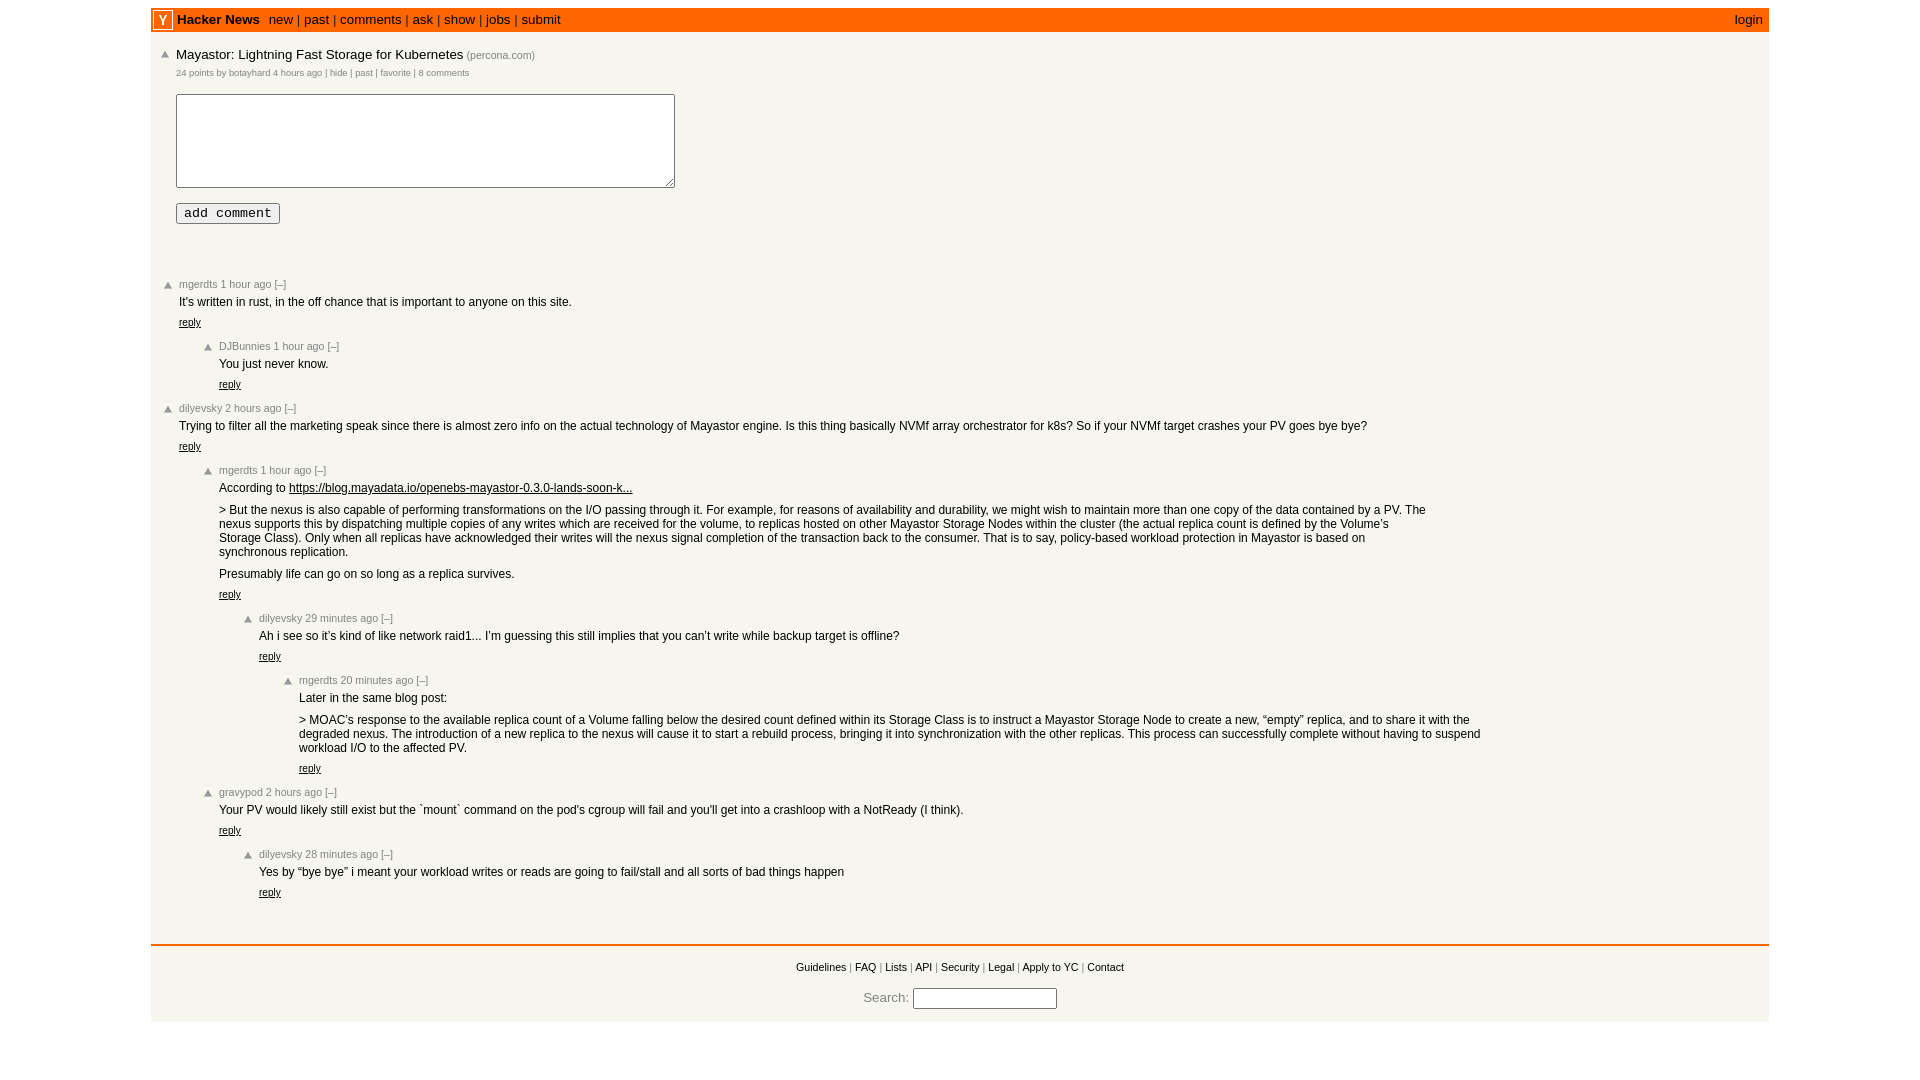 Y Hacker News new | past | comments | ask | show | jobs | submit login
Mayastor: Lightning Fast Storage for Kubernetes (percona.com)
24 points by botayhard 4 hours ago | hide | past | favorite | 8 comments
add comment
mgerdts 1 hour ago [–]
It's written in rust, in the off chance that is important to anyone on this site.
reply
DJBunnies 1 hour ago [–]
You just never know.
reply
dilyevsky 2 hours ago [–]
Trying to filter all the marketing speak since there is almost zero info on the actual technology of Mayastor engine. Is this thing basically NVMf array orchestrator for k8s? So if your NVMf target crashes your PV goes bye bye?
reply
mgerdts 1 hour ago [–]
According to https://blog.mayadata.io/openebs-mayastor-0.3.0-lands-soon-k...
> But the nexus is also capable of performing transformations on the I/O passing through it. For example, for reasons of availability and durability, we might wish to maintain more than one copy of the data contained by a PV. The
nexus supports this by dispatching multiple copies of any writes which are received for the volume, to replicas hosted on other Mayastor Storage Nodes within the cluster (the actual replica count is defined by the Volume’s
Storage Class). Only when all replicas have acknowledged their writes will the nexus signal completion of the transaction back to the consumer. That is to say, policy-based workload protection in Mayastor is based on
synchronous replication.
Presumably life can go on so long as a replica survives.
reply
dilyevsky 29 minutes ago [–]
Ah i see so it’s kind of like network raid1... I’m guessing this still implies that you can’t write while backup target is offline?
reply
mgerdts 20 minutes ago [–]
Later in the same blog post:
> MOAC’s response to the available replica count of a Volume falling below the desired count defined within its Storage Class is to instruct a Mayastor Storage Node to create a new, “empty” replica, and to share it with the
degraded nexus. The introduction of a new replica to the nexus will cause it to start a rebuild process, bringing it into synchronization with the other replicas. This process can successfully complete without having to suspend
workload I/O to the affected PV.
reply
gravypod 2 hours ago [–]
Your PV would likely still exist but the `mount` command on the pod's cgroup will fail and you'll get into a crashloop with a NotReady (I think).
reply
dilyevsky 28 minutes ago [–]
Yes by “bye bye” i meant your workload writes or reads are going to fail/stall and all sorts of bad things happen
reply
Guidelines | FAQ | Lists | API | Security | Legal | Apply to YC | Contact
Search: